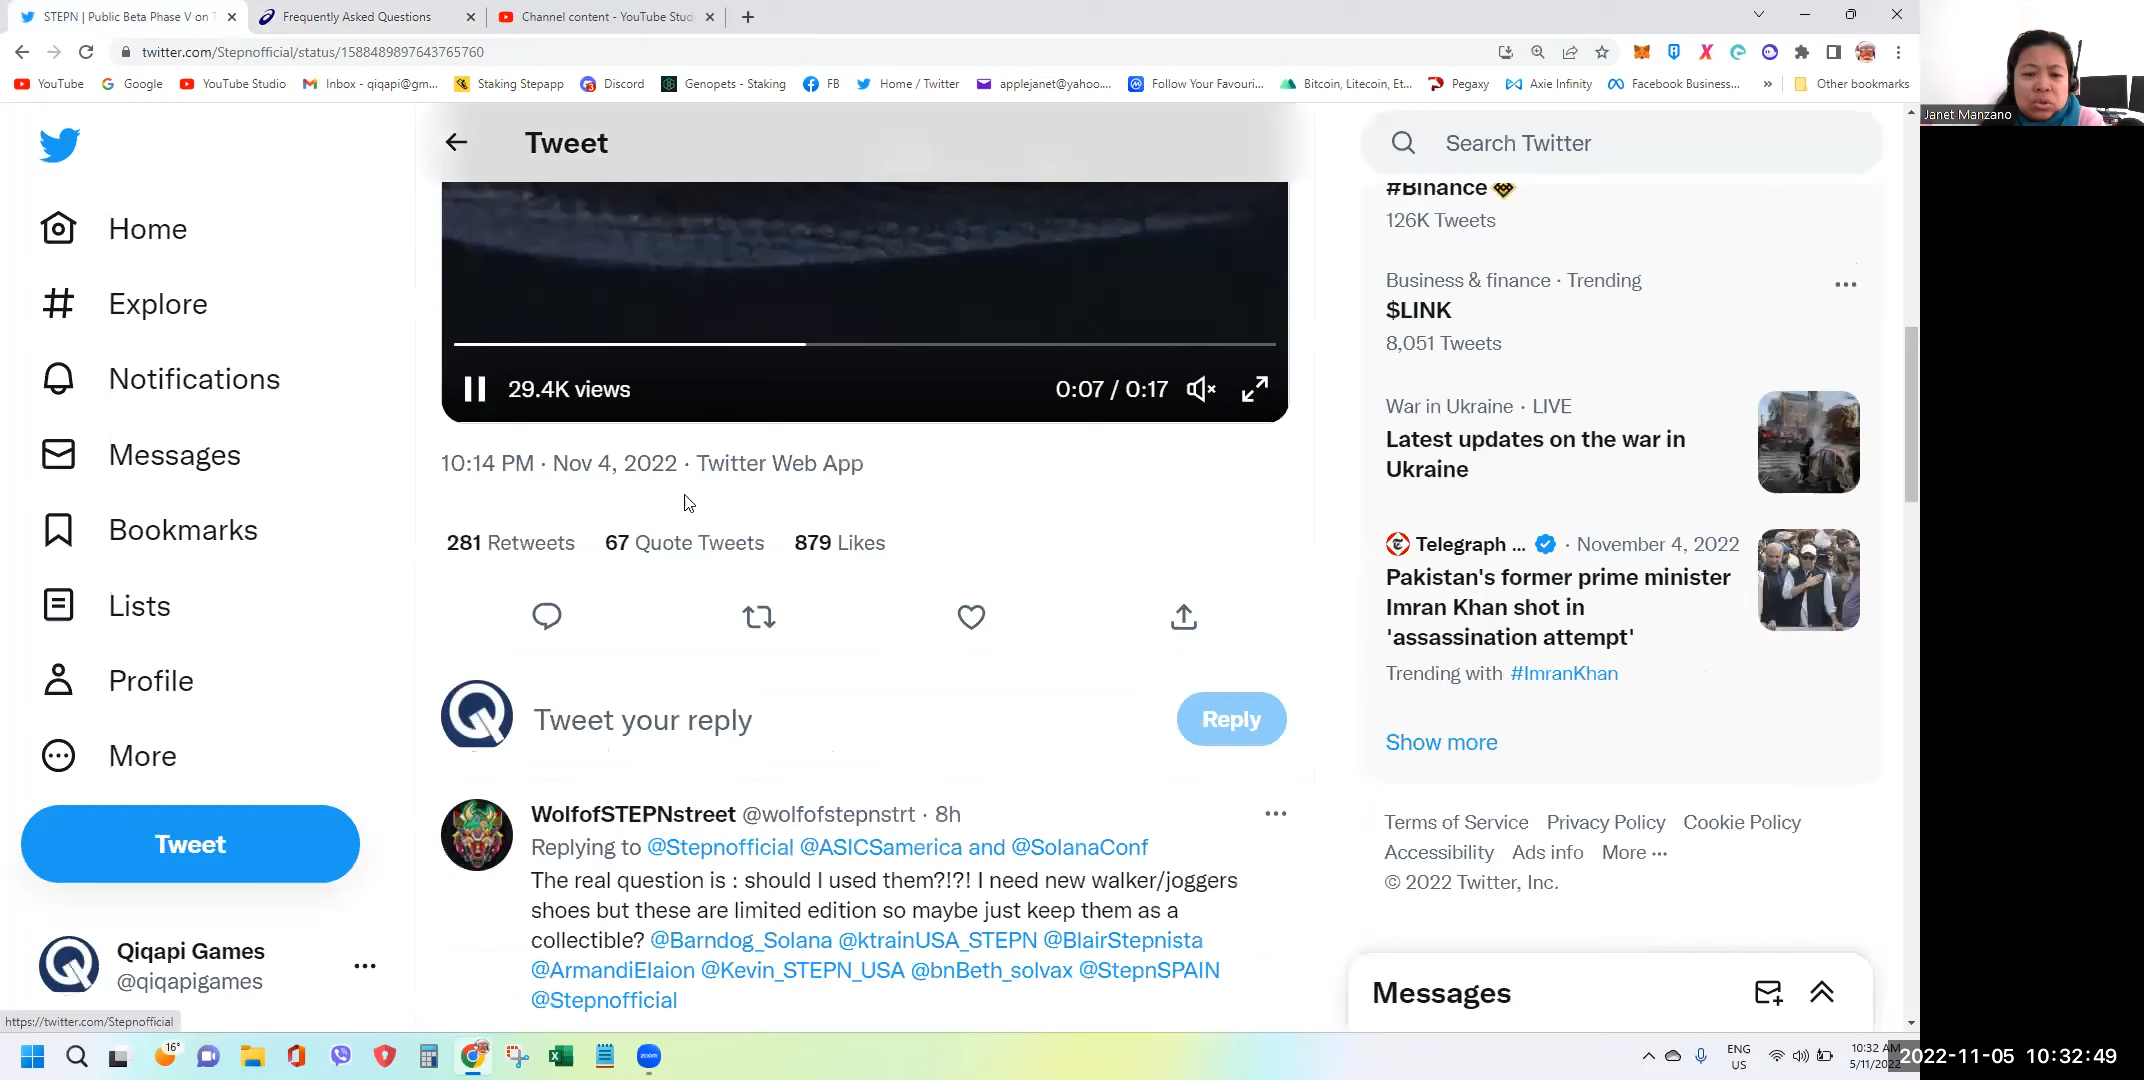 STEPN | Public Beta Phase V on T
Frequently Asked Questions
Channel content - YouTube Stud
twitter.com/Stepnofficial/status/1588489897643765760
YouTube
Google
YouTube Studio
Inbox - qiqapi@gm...
Staking Stepapp
Discord
Genopets - Staking
FB
Home / Twitter
applejanet@yahoo....
Follow Your Favouri...
Bitcoin, Litecoin, Et...
Pegaxy
Axie Infinity
Facebook Business...
»
Other bookmarks
Janet Manzano
Home
Explore
Notifications
Messages
Bookmarks
Lists
Profile
More
Tweet
Qiqapi Games
@qiqapigames
https://twitter.com/Stepnofficial
Tweet
29.4K views
0:07 / 0:17
10:14 PM · Nov 4, 2022 · Twitter Web App
281 Retweets 67 Quote Tweets 879 Likes
Tweet your reply
Reply
WolfofSTEPNstreet @wolfofstepnstrt · 8h
Replying to @Stepnofficial @ASICSamerica and @SolanaConf
The real question is : should I used them?!?! I need new walker/joggers
shoes but these are limited edition so maybe just keep them as a
collectible? @Barndog_Solana @ktrainUSA_STEPN @BlairStepnista
@ArmandiElaion @Kevin_STEPN_USA @bnBeth_solvax @StepnSPAIN
@Stepnofficial
Search Twitter
#Binance
126K Tweets
Business & finance · Trending
$LINK
8,051 Tweets
War in Ukraine · LIVE
Latest updates on the war in
Ukraine
Telegraph ... · November 4, 2022
Pakistan's former prime minister
Imran Khan shot in
'assassination attempt'
Trending with #ImranKhan
Show more
Terms of Service Privacy Policy Cookie Policy
Accessibility Ads info More ···
© 2022 Twitter, Inc.
Messages
16°
zoom
ENG
US
10:32 AM
5/11/2022
2022-11-05 10:32:49